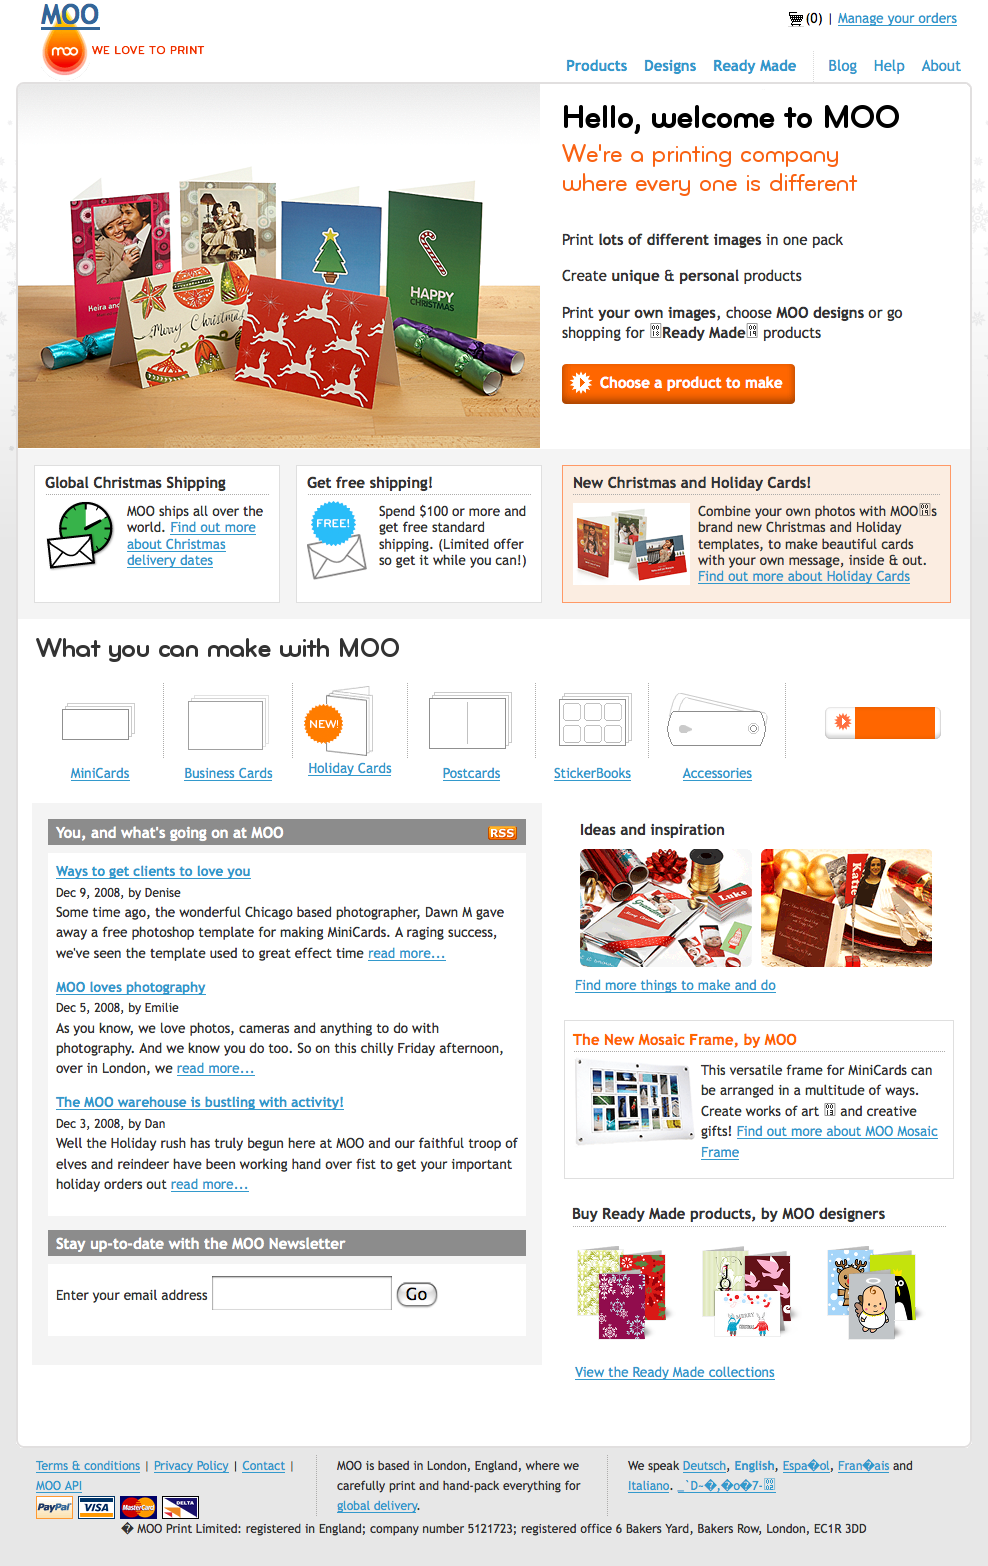 MOO
moo WE LOVE TO PRINT
(0) | Manage your orders
Products Designs Ready Made Blog Help About
Hello, welcome to MOO
We're a printing company
where every one is different
Print lots of different images in one pack
Create unique & personal products
Print your own images, choose MOO designs or go
shopping for Ready Made products
Choose a product to make
Keira and
Merry Christmas
HAPPY
CHRISTMAS
Global Christmas Shipping
MOO ships all over the
world. Find out more
about Christmas
delivery dates
Get free shipping!
FREE!
Spend $100 or more and
get free standard
shipping. (Limited offer
so get it while you can!)
New Christmas and Holiday Cards!
Combine your own photos with MOO s
brand new Christmas and Holiday
templates, to make beautiful cards
with your own message, inside & out.
Find out more about Holiday Cards
What you can make with MOO
NEW!
MiniCards Business Cards Holiday Cards Postcards StickerBooks Accessories
You, and what's going on at MOO RSS
Ways to get clients to love you
Dec 9, 2008, by Denise
Some time ago, the wonderful Chicago based photographer, Dawn M gave
away a free photoshop template for making MiniCards. A raging success,
we've seen the template used to great effect time read more...
MOO loves photography
Dec 5, 2008, by Emilie
As you know, we love photos, cameras and anything to do with
photography. And we know you do too. So on this chilly Friday afternoon,
over in London, we read more...
The MOO warehouse is bustling with activity!
Dec 3, 2008, by Dan
Well the Holiday rush has truly begun here at MOO and our faithful troop of
elves and reindeer have been working hand over fist to get your important
holiday orders out read more...
Stay up-to-date with the MOO Newsletter
Enter your email address Go
Ideas and inspiration
Grandma
Luke
Katie
Find more things to make and do
The New Mosaic Frame, by MOO
This versatile frame for MiniCards can
be arranged in a multitude of ways.
Create works of art and creative
gifts! Find out more about MOO Mosaic
Frame
Buy Ready Made products, by MOO designers
MERRY
CHRISTMAS
View the Ready Made collections
Terms & conditions | Privacy Policy | Contact |
MOO API
PayPal VISA MasterCard DELTA
MOO is based in London, England, where we
carefully print and hand-pack everything for
global delivery.
We speak Deutsch, English, Espa�ol, Fran�ais and
Italiano. _`D-�,�o�7-
� MOO Print Limited: registered in England; company number 5121723; registered office 6 Bakers Yard, Bakers Row, London, EC1R 3DD